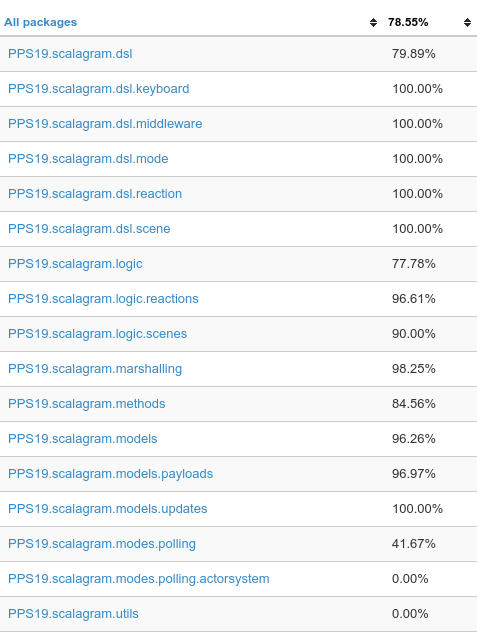 All packages 78.55%
PPS19.scalagram.dsl 79.89%
PPS19.scalagram.dsl.keyboard 100.00%
PPS19.scalagram.dsl.middleware 100.00%
PPS19.scalagram.dsl.mode 100.00%
PPS19.scalagram.dsl.reaction 100.00%
PPS19.scalagram.dsl.scene 100.00%
PPS19.scalagram.logic 77.78%
PPS19.scalagram.logic.reactions 96.61%
PPS19.scalagram.logic.scenes 90.00%
PPS19.scalagram.marshalling 98.25%
PPS19.scalagram.methods 84.56%
PPS19.scalagram.models 96.26%
PPS19.scalagram.models.payloads 96.97%
PPS19.scalagram.models.updates 100.00%
PPS19.scalagram.modes.polling 41.67%
PPS19.scalagram.modes.polling.actorsystem 0.00%
PPS19.scalagram.utils 0.00%